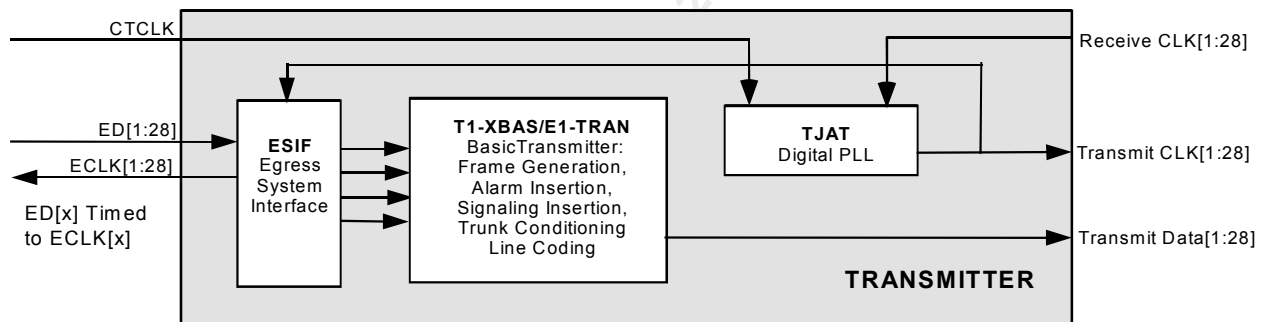 CTCLK
Receive CLK[1:28]
ED[1:28]
ECLK[1:28]
ED[x] Timed
to ECLK[x]
ESIF
Egress
System
Interface
T1-XBAS/E1-TRAN
BasicTransmitter:
Frame Generation,
Alarm Insertion,
Signaling Insertion,
Trunk Conditioning
Line Coding
TJAT
Digital PLL
Transmit CLK[1:28]
Transmit Data[1:28]
TRANSMITTER